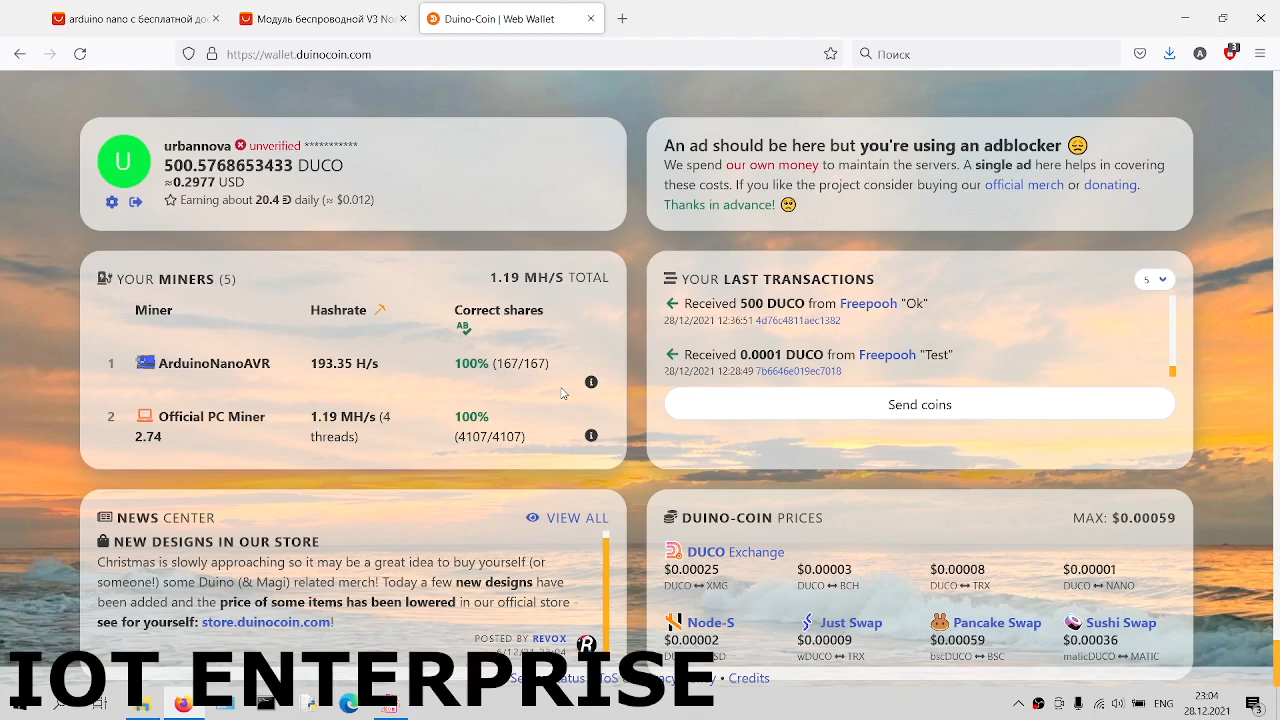 arduino nano с бесплатной дос
Модуль беспроводной V3 No
Duino-Coin | Web Wallet
https://wallet.duinocoin.com
Поиск
3
urbannova unverified ***********
U
500.5768653433 DUCO
≈0.2977 USD
Earning about 20.4 daily (≈ $0.012)
An ad should be here but you're using an adblocker
We spend our own money to maintain the servers. A single ad here helps in covering
these costs. If you like the project consider buying our official merch or donating.
Thanks in advance!
YOUR MINERS (5)
1.19 MH/S TOTAL
Miner Hashrate Correct shares
1 ArduinoNanoAVR 193.35 H/s 100% (167/167)
2 Official PC Miner 1.19 MH/s (4 100%
2.74 threads) (4107/4107)
YOUR LAST TRANSACTIONS
5
Received 500 DUCO from Freepooh "Ok"
28/12/2021 12:36:51 4d76c4811aec1382
Received 0.0001 DUCO from Freepooh "Test"
28/12/2021 12:28:49 7b6646e019ec7018
Send coins
NEWS CENTER
VIEW ALL
NEW DESIGNS IN OUR STORE
Christmas is slowly approaching so it may be a great idea to buy yourself (or
someone!) some Duino (& Magi) related merch! Today a few new designs have
been added and the price of some items has been lowered in our official store -
see for yourself: store.duinocoin.com!
POSTED BY REVOX
DUINO-COIN PRICES
MAX: $0.00059
DUCO Exchange
$0.00025 $0.00003 $0.00008 $0.00001
DUCO ↔ XMG DUCO ↔ BCH DUCO ↔ TRX DUCO ↔ NANO
Node-S Just Swap Pancake Swap Sushi Swap
$0.00002 $0.00009 $0.00059 $0.00036
wDUCO ↔ TRX bscDUCO ↔ BSC maticDUCO ↔ MATIC
• Credits
IOT ENTERPRISE
ENG
23:04
28.12.2021
3